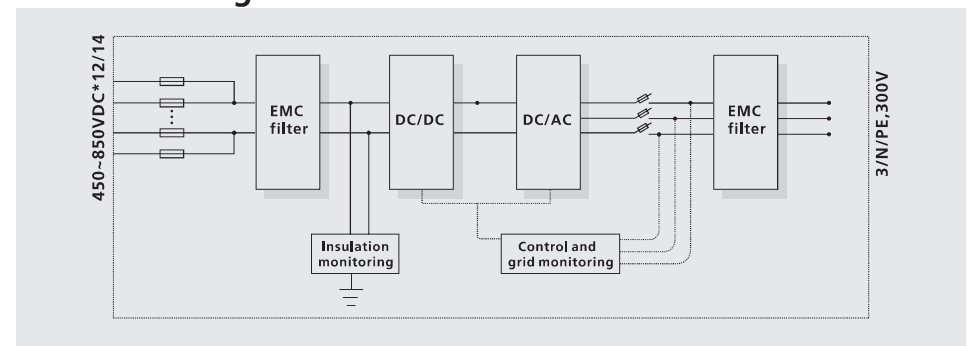 450~850VDC*12/14
EMC
filter
DC/DC
DC/AC
EMC
filter
3/N/PE,300V
Insulation
monitoring
Control and
grid monitoring